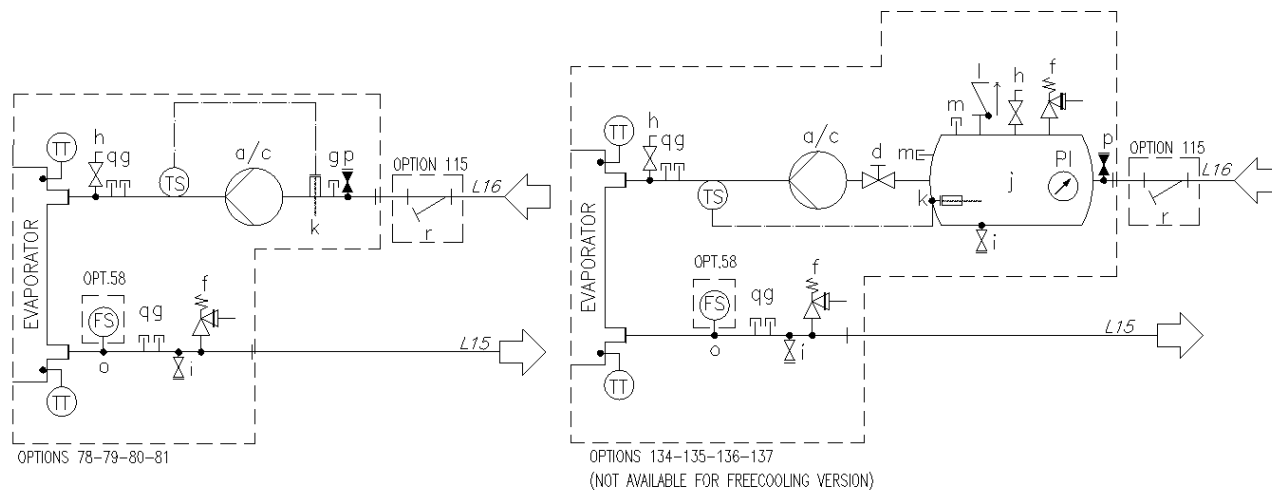 TT
h
qg
TS
a/c
k
g
p
OPTION 115
r
L16
EVAPORATOR
OPT.58
FS
o
qg
i
f
L15
TT
OPTIONS 78-79-80-81
TT
h
qg
TS
a/c
d
m
m
l
h
f
j
PI
k
i
p
OPTION 115
r
L16
EVAPORATOR
OPT.58
FS
o
qg
i
f
L15
TT
OPTIONS 134-135-136-137
(NOT AVAILABLE FOR FREECOOLING VERSION)